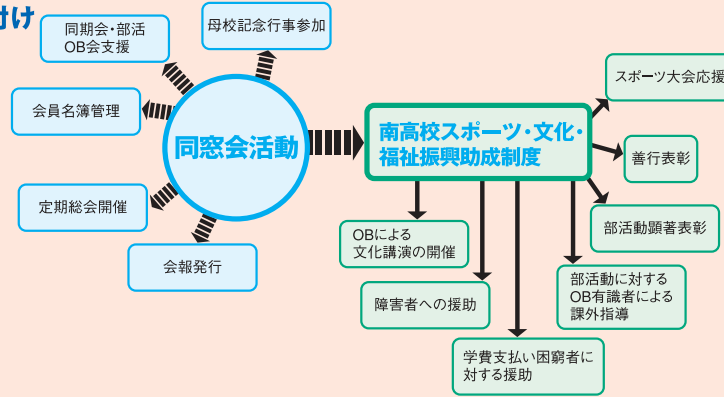 付け
同期会・部活
OB会支援
母校記念行事参加
会員名簿管理
同窓会活動
定期総会開催
会報発行
南高校スポーツ・文化・
福祉振興助成制度
スポーツ大会応援
善行表彰
部活動顕著表彰
OBによる
文化講演の開催
障害者への援助
学費支払い困窮者に
対する援助
部活動に対する
OB有識者による
課外指導